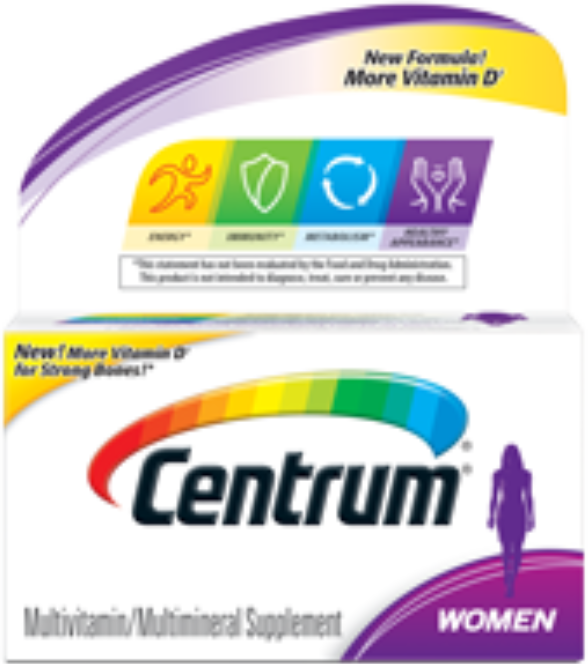 New Formula!
More Vitamin D†
ENERGY*
IMMUNITY*
METABOLISM*
HEALTHY
APPEARANCE*
*This statement has not been evaluated by the Food and Drug Administration.
This product is not intended to diagnose, treat, cure or prevent any disease.
New! More Vitamin D†
for Strong Bones!*
Centrum®
Multivitamin/Multimineral Supplement
WOMEN